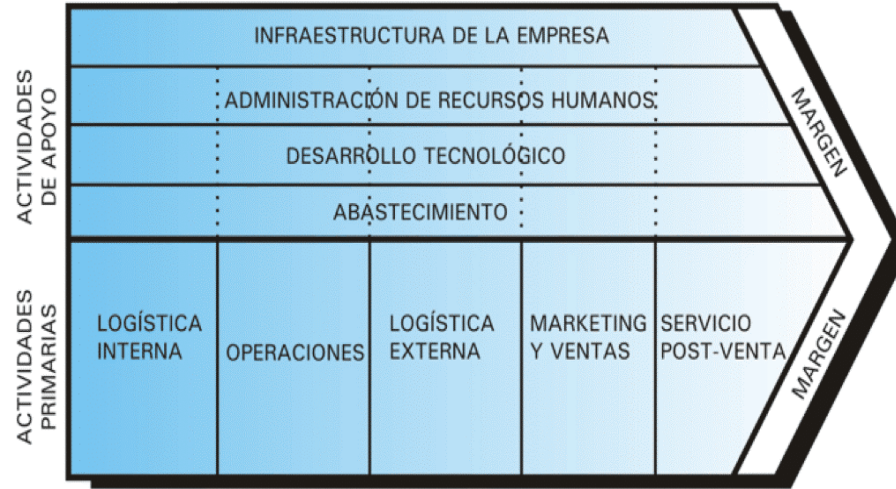 ACTIVIDADES
DE APOYO
INFRAESTRUCTURA DE LA EMPRESA
ADMINISTRACIÓN DE RECURSOS HUMANOS
DESARROLLO TECNOLÓGICO
ABASTECIMIENTO
MARGEN
ACTIVIDADES
PRIMARIAS
LOGÍSTICA
INTERNA
OPERACIONES
LOGÍSTICA
EXTERNA
MARKETING
Y VENTAS
SERVICIO
POST-VENTA
MARGEN